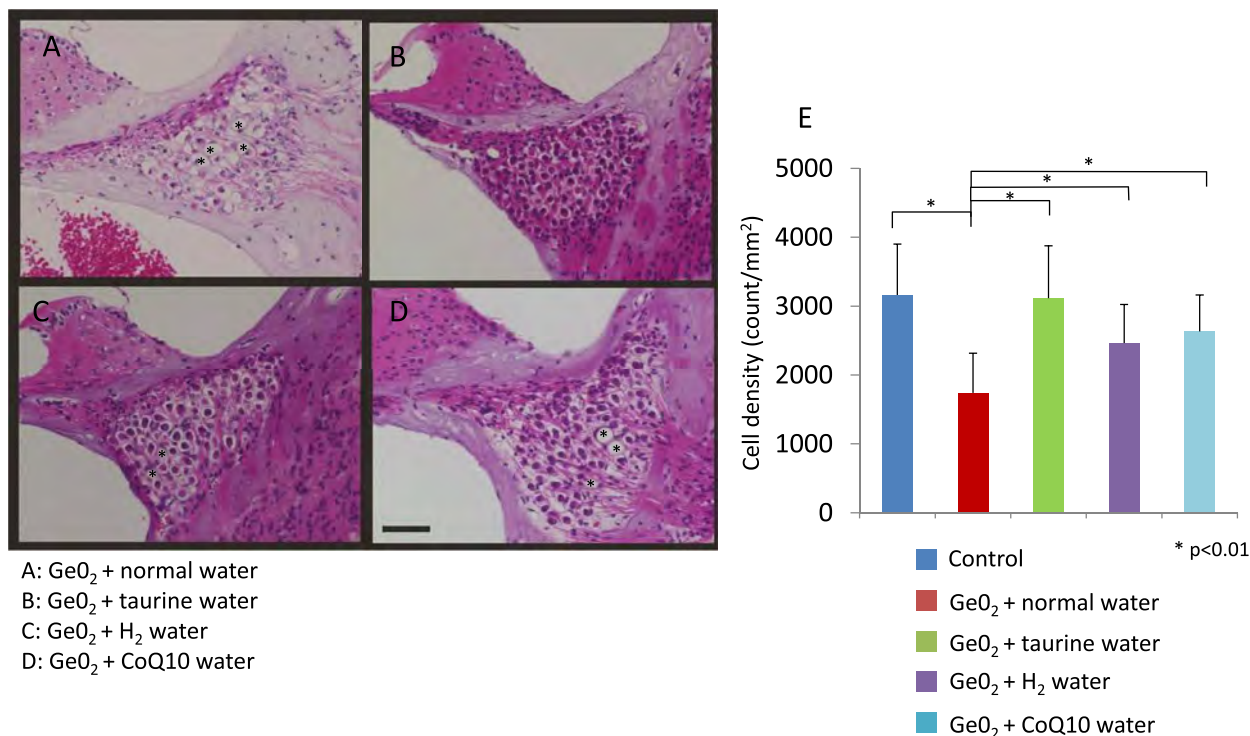 A
B
C
D
* * * *
* *
* * *
A: Ge0₂ + normal water
B: Ge0₂ + taurine water
C: Ge0₂ + H₂ water
D: Ge0₂ + CoQ10 water
E
Cell density (count/mm²)
5000
4000
3000
2000
1000
0
*
*
*
*
* p<0.01
Control
Ge0₂ + normal water
Ge0₂ + taurine water
Ge0₂ + H₂ water
Ge0₂ + CoQ10 water